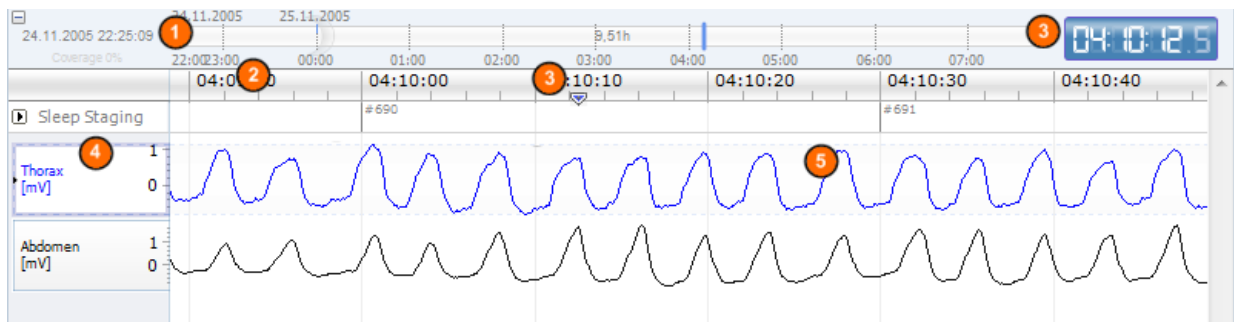 24.11.2005 25.11.2005
24.11.2005 22:25:09 1 9,51h 3 04:10:12.5
Coverage 0% 22:00 23:00 00:00 01:00 02:00 03:00 04:00 05:00 06:00 07:00
2 04:10:00 3 :10:10 04:10:20 04:10:30 04:10:40
Sleep Staging #690 #691
4 5
Thorax 1
[mV] 0
Abdomen 1
[mV] 0